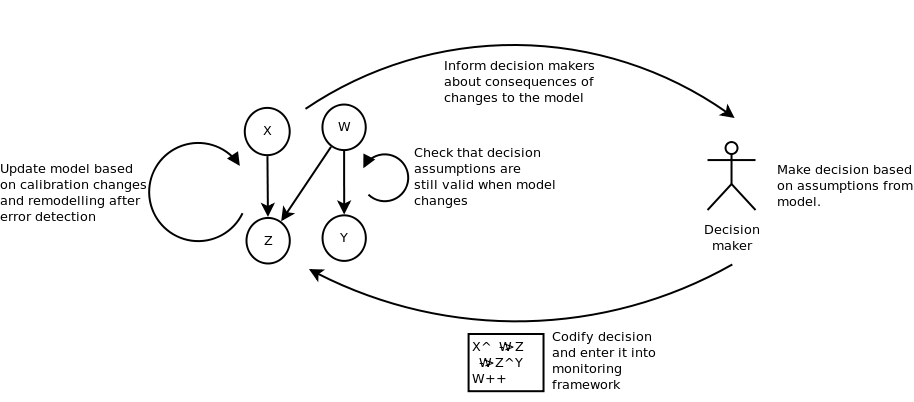 Inform decision makers
about consequences of
changes to the model
X
W
Check that decision
assumptions are
still valid when model
changes
Update model based
on calibration changes
and remodelling after
error detection
Make decision based
on assumptions from
model.
Z
Y
Decision
maker
X^ Z
Z^Y
W++
Codify decision
and enter it into
monitoring
framework